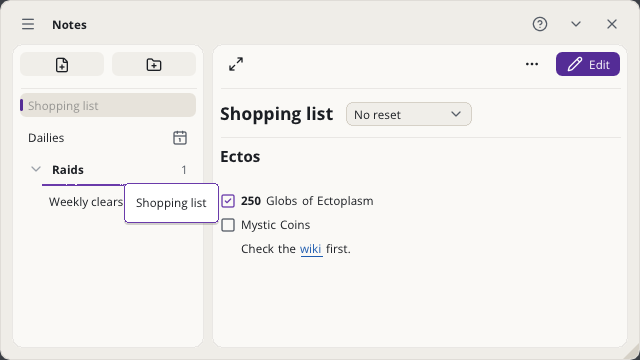 Notes
Edit
Shopping list
Shopping list
No reset
Dailies
Ectos
Raids
1
Weekly clears
Shopping list
250 Globs of Ectoplasm
Mystic Coins
Check the wiki first.